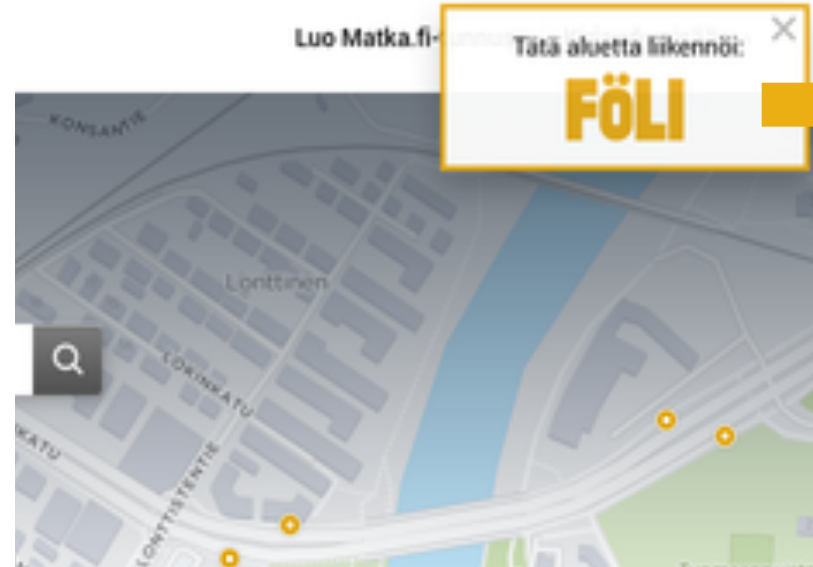 Luo Matka.fi-
Tätä aluetta liikennöi:
FÖLI
KONSANTIE
Lonttinen
LOKINKATU
KATU
LONTTISTENTIE